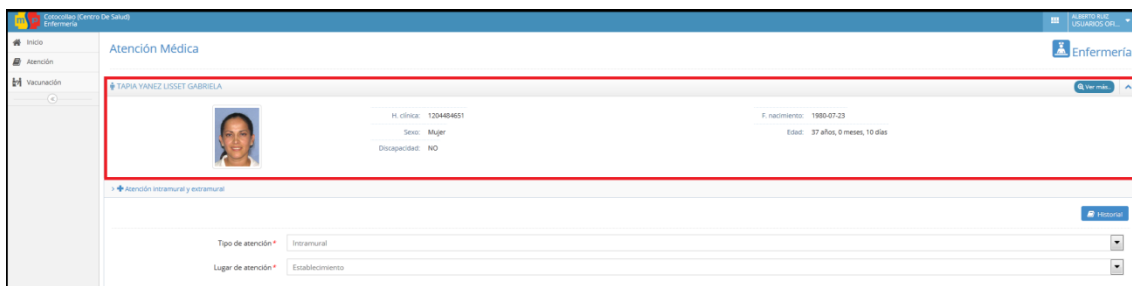 Cotocollao (Centro De Salud)
Enfermería
ALBERTO RUIZ
USUARIOS OFI...
Inicio
Atención
Vacunación
Atención Médica
Enfermería
TAPIA YANEZ LISSET GABRIELA
Ver más..
H. clínica: 1204484651
F. nacimiento: 1980-07-23
Sexo: Mujer
Edad: 37 años, 0 meses, 10 días
Discapacidad: NO
Atención intramural y extramural
Historial
Tipo de atención* Intramural
Lugar de atención* Establecimiento